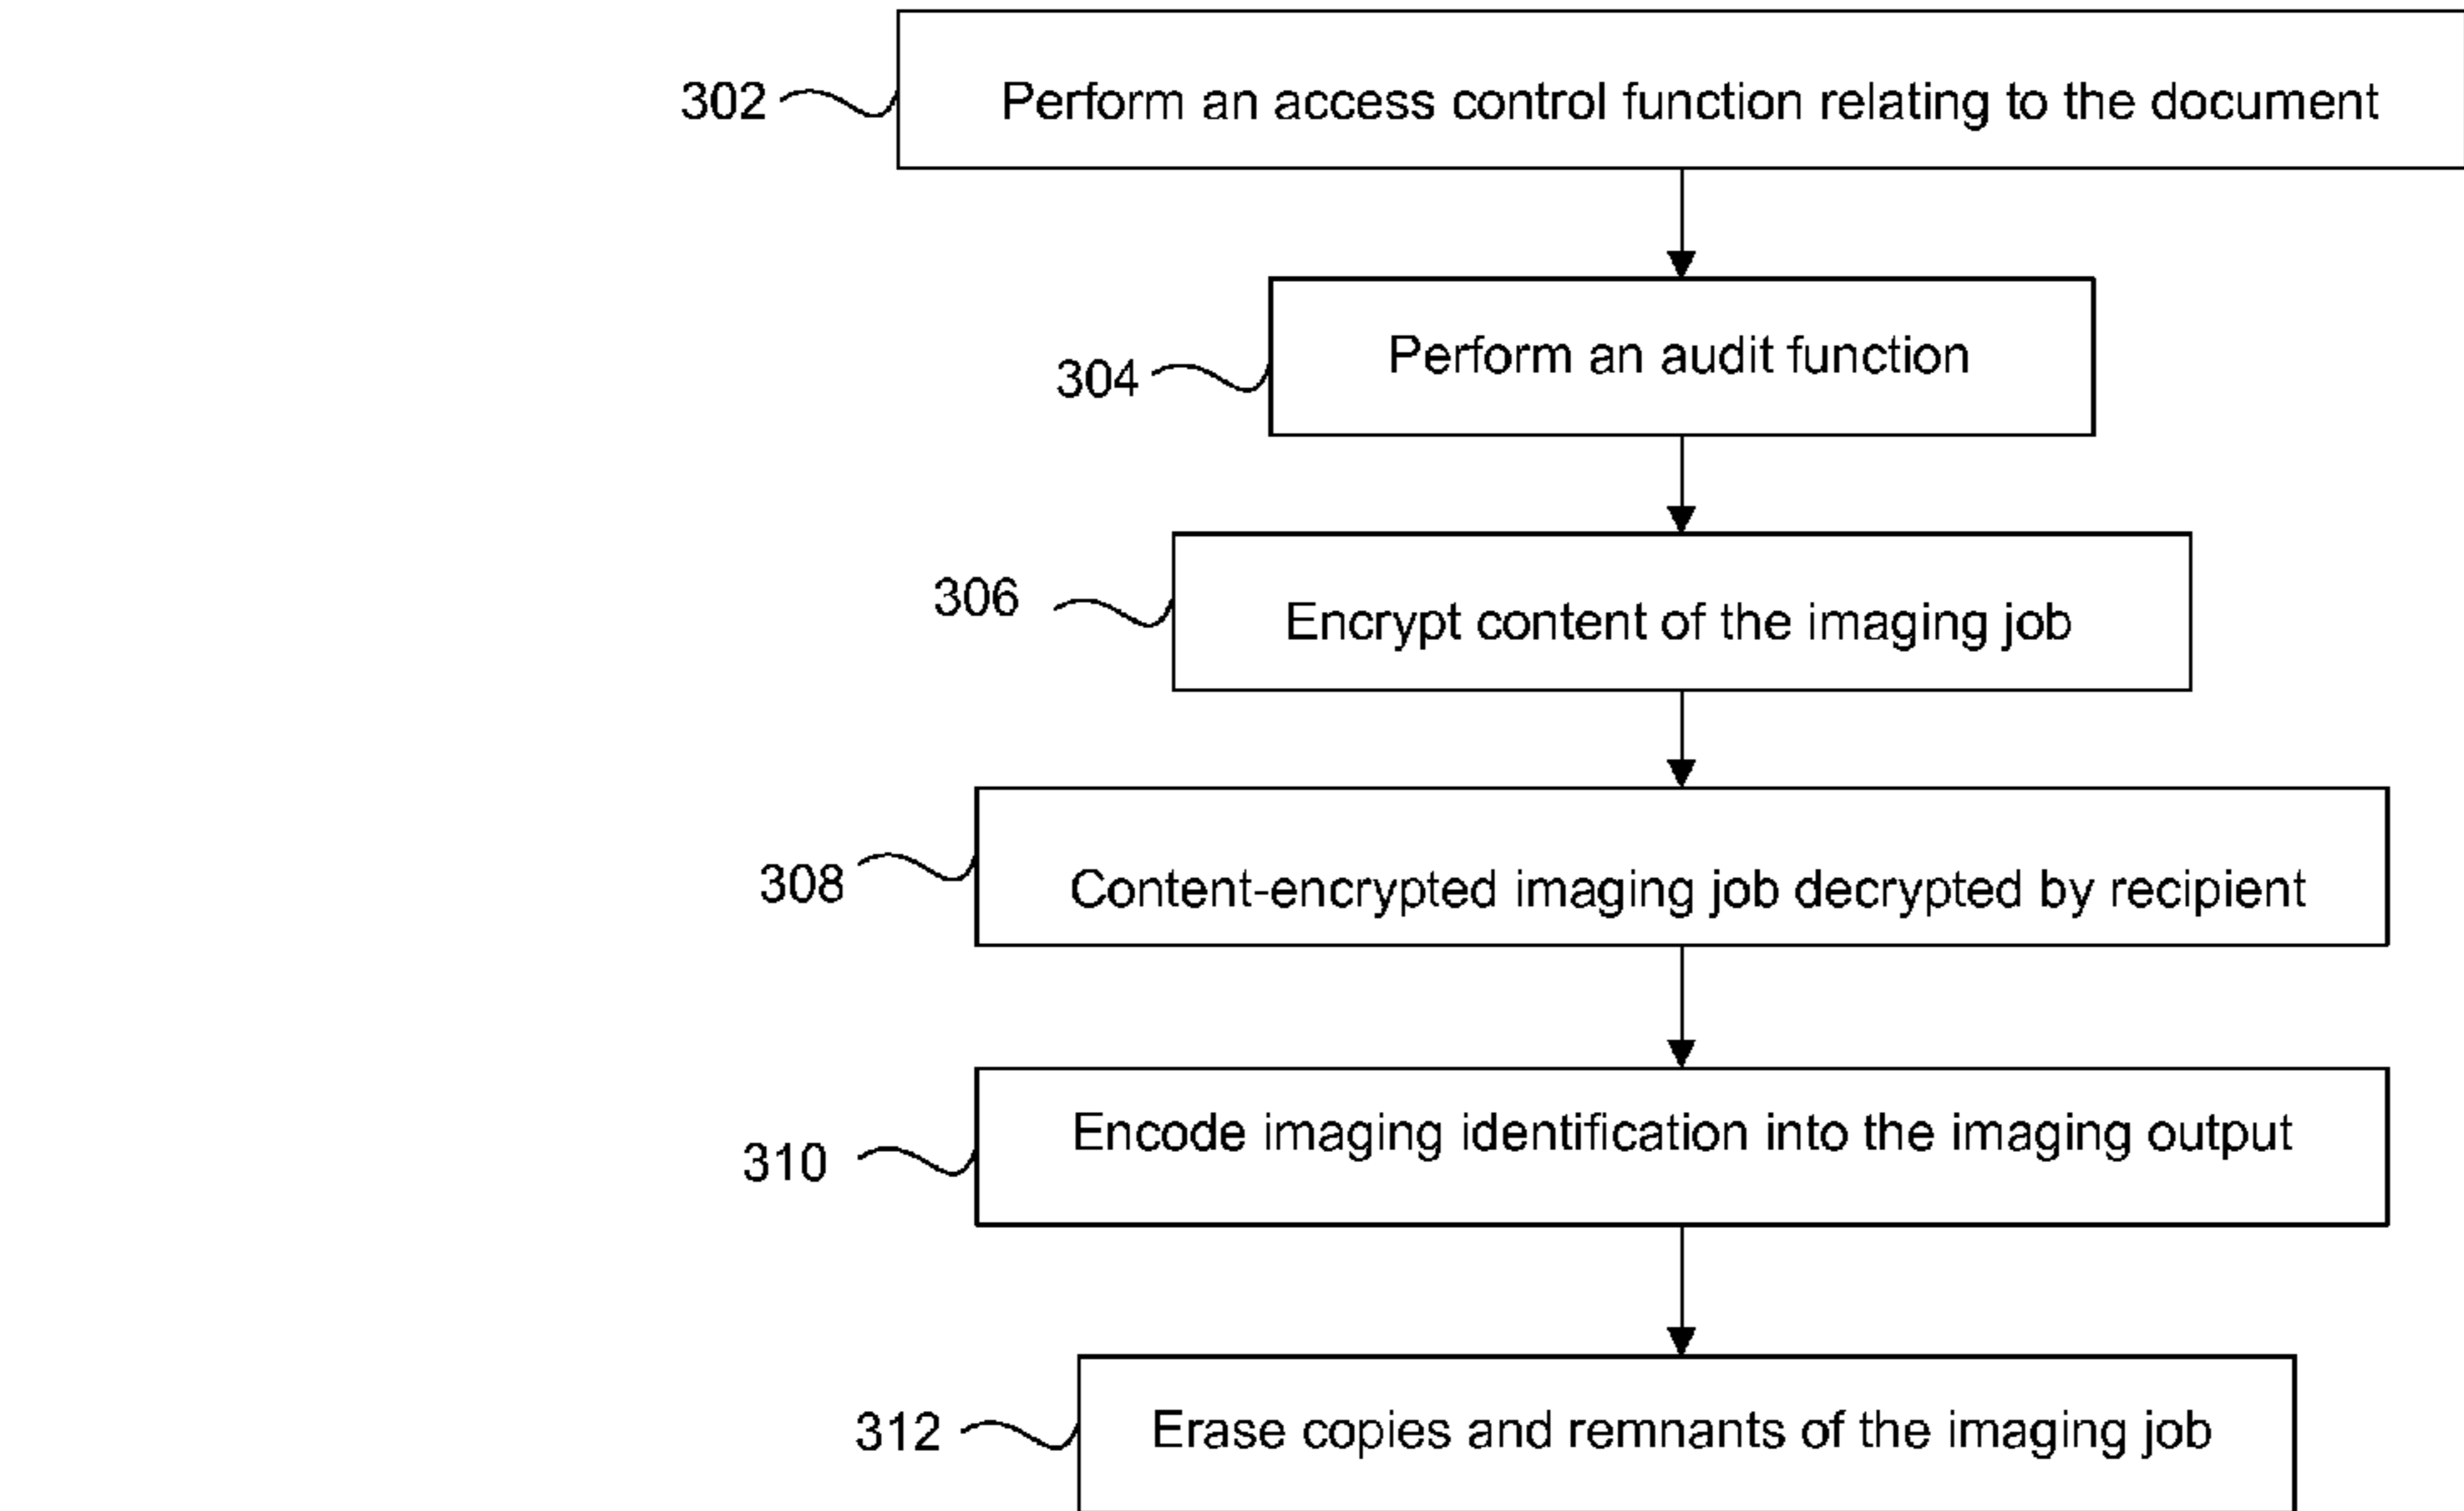 302 Perform an access control function relating to the document
304 Perform an audit function
306 Encrypt content of the imaging job
308 Content-encrypted imaging job decrypted by recipient
310 Encode imaging identification into the imaging output
312 Erase copies and remnants of the imaging job